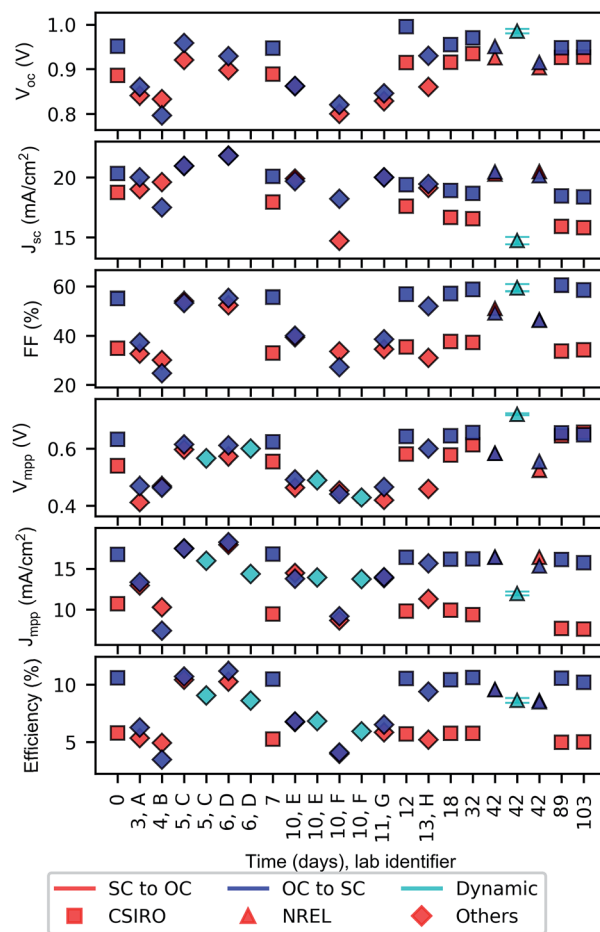 1.0
0.9
0.8
Voc (V)
20
15
Jsc (mA/cm²)
60
40
20
FF (%)
0.6
0.4
Vmpp (V)
15
10
Jmpp (mA/cm²)
10
5
Efficiency (%)
0
3, A
4, B
5, C
5, C
6, D
6, D
7
10, E
10, E
10, F
10, F
11, G
12
13, H
18
32
42
42
42
89
103
Time (days), lab identifier
SC to OC OC to SC Dynamic
CSIRO NREL Others